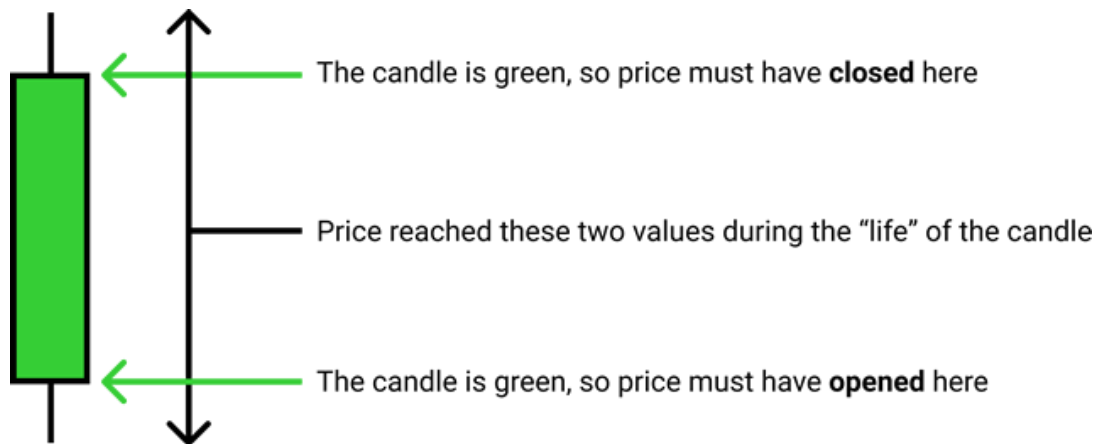 The candle is green, so price must have closed here
Price reached these two values during the “life” of the candle
The candle is green, so price must have opened here